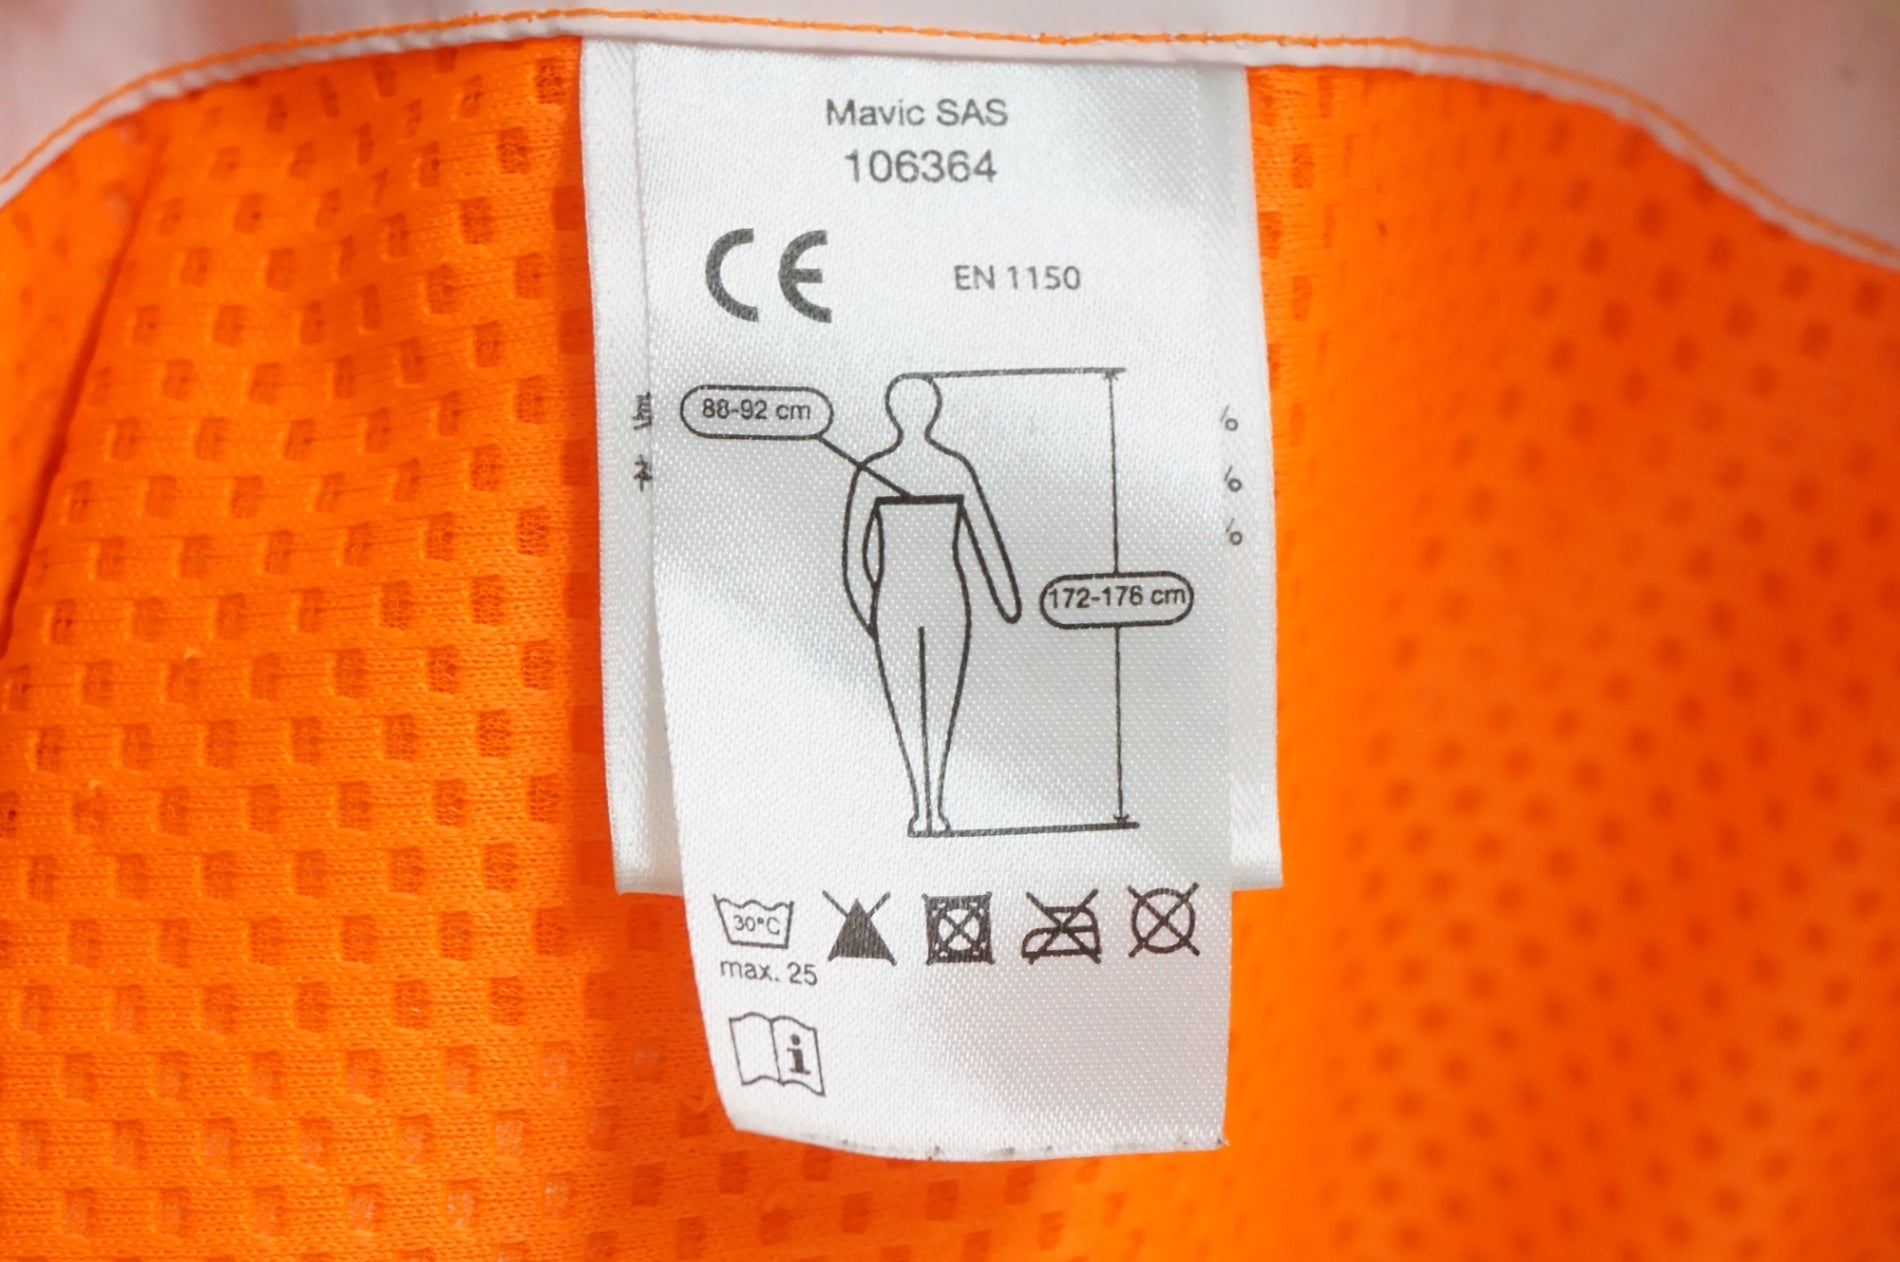 Mavic SAS
106364
CE
EN 1150
88-92 cm
172-176 cm
30°C
max. 25
i